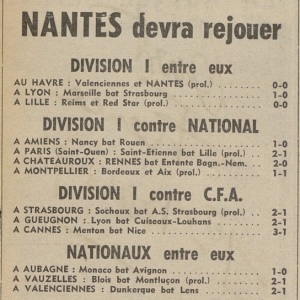 NANTES devra rejouer
DIVISION I entre eux
AU HAVRE : Valenciennes et NANTES (prol.) 0-0
A LYON : Marseille bat Strasbourg 1-0
A LILLE : Reims et Red Star (prol.) 0-0
DIVISION I contre NATIONAL
A AMIENS : Nancy bat Rouen 1-0
A PARIS (Saint-Ouen) : Saint-Etienne bat Lille (prol.) 2-1
A CHATEAUROUX : RENNES bat Entente Bagn.-Nem. 2-0
A MONTPELLIER : Bordeaux et Aix (prol.) 1-1
DIVISION I contre C.F.A.
A STRASBOURG : Sochaux bat A.S. Strasbourg (prol.) 2-1
A GUEUGNON : Lyon bat Cuiseaux-Louhans 2-1
A CANNES : Menton bat Nice 3-1
NATIONAUX entre eux
A AUBAGNE : Monaco bat Avignon 1-0
A VAUZELLES : Blois bat Montluçon (prol.) 2-1
A VALENCIENNES : Dunkerque bat Lens 2-1